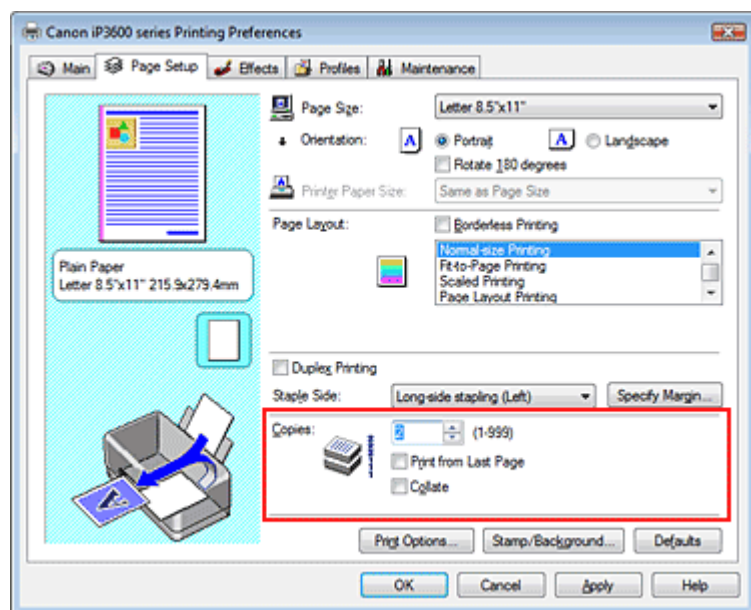 Canon iP3600 series Printing Preferences
Main Page Setup Effects Profiles Maintenance
Page Size: Letter 8.5"x11"
Orientation: A Portrait A Landscape
Rotate 180 degrees
Printer Paper Size: Same as Page Size
Page Layout: Borderless Printing
Normal-size Printing
Fit-to-Page Printing
Scaled Printing
Page Layout Printing
Plain Paper
Letter 8.5"x11" 215.9x279.4mm
Duplex Printing
Staple Side: Long-side stapling (Left) Specify Margin...
Copies: 2 (1-999)
Print from Last Page
Collate
Print Options... Stamp/Background... Defaults
OK Cancel Apply Help